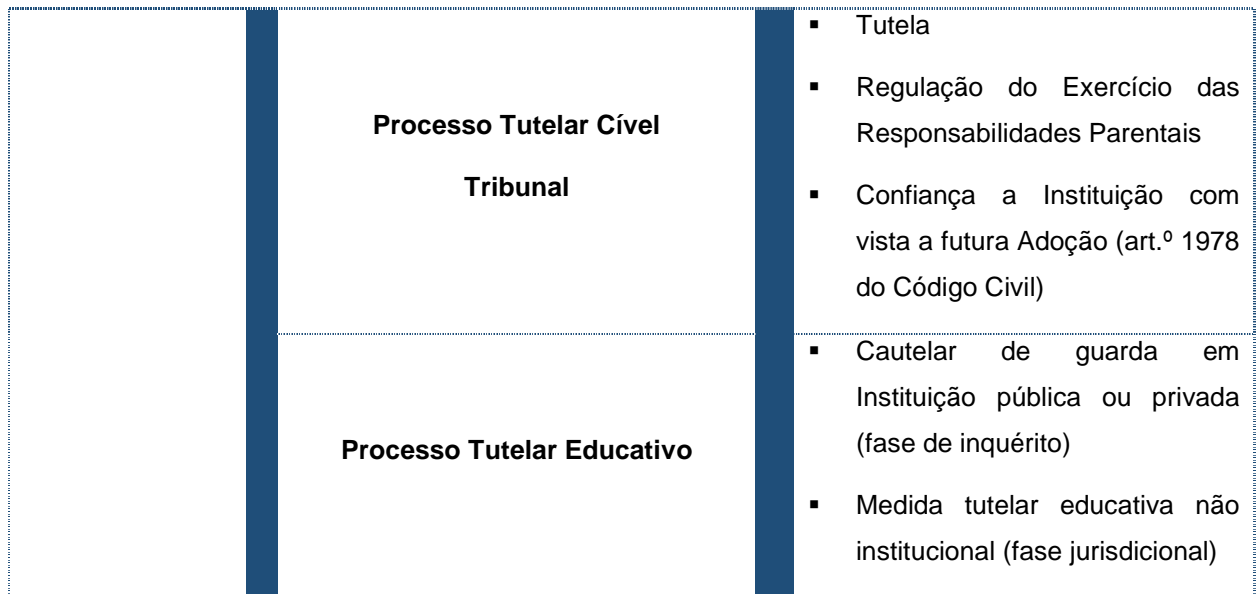 Processo Tutelar Cível
Tribunal
▪ Tutela
▪ Regulação do Exercício das
Responsabilidades Parentais
▪ Confiança a Instituição com
vista a futura Adoção (art.º 1978
do Código Civil)
Processo Tutelar Educativo
▪ Cautelar de guarda em
Instituição pública ou privada
(fase de inquérito)
▪ Medida tutelar educativa não
institucional (fase jurisdicional)